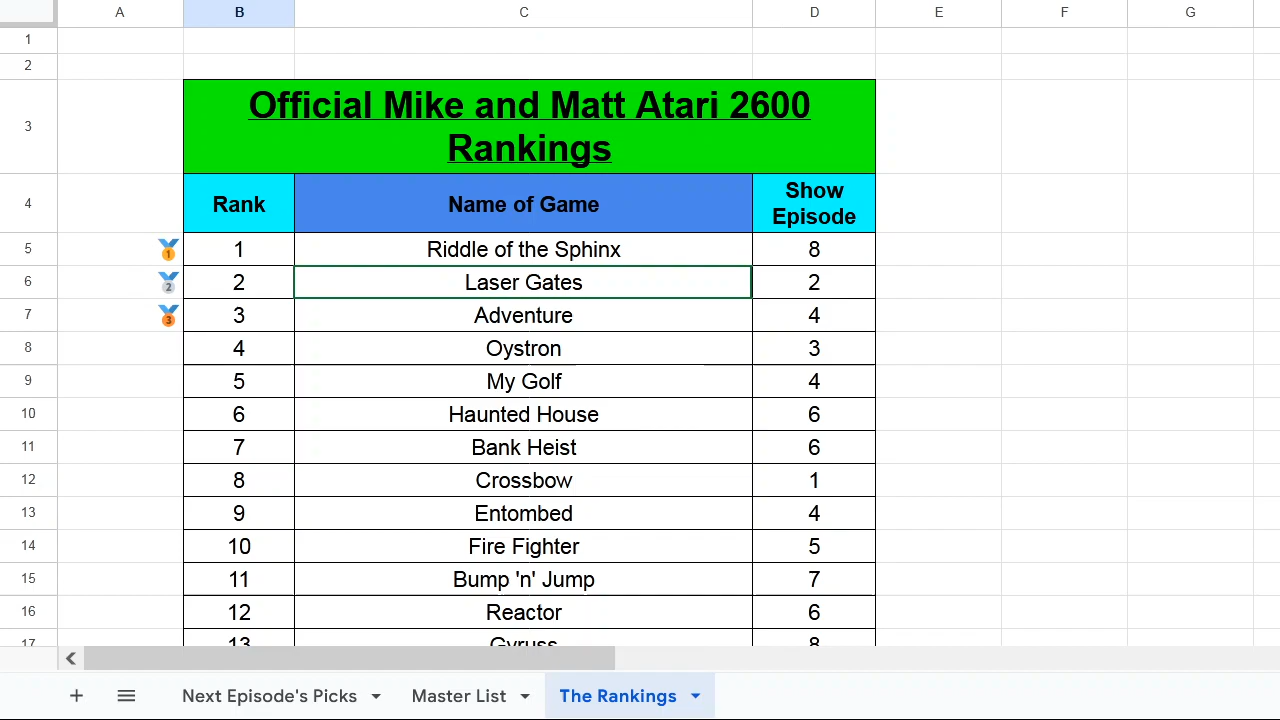 A B C D E F G
1
2
3 Official Mike and Matt Atari 2600
Rankings
4 Rank Name of Game Show
Episode
5 🥇 1 Riddle of the Sphinx 8
6 🥈 2 Laser Gates 2
7 🥉 3 Adventure 4
8 4 Oystron 3
9 5 My Golf 4
10 6 Haunted House 6
11 7 Bank Heist 6
12 8 Crossbow 1
13 9 Entombed 4
14 10 Fire Fighter 5
15 11 Bump 'n' Jump 7
16 12 Reactor 6
17 13 Gyruss 8
Next Episode's Picks Master List The Rankings